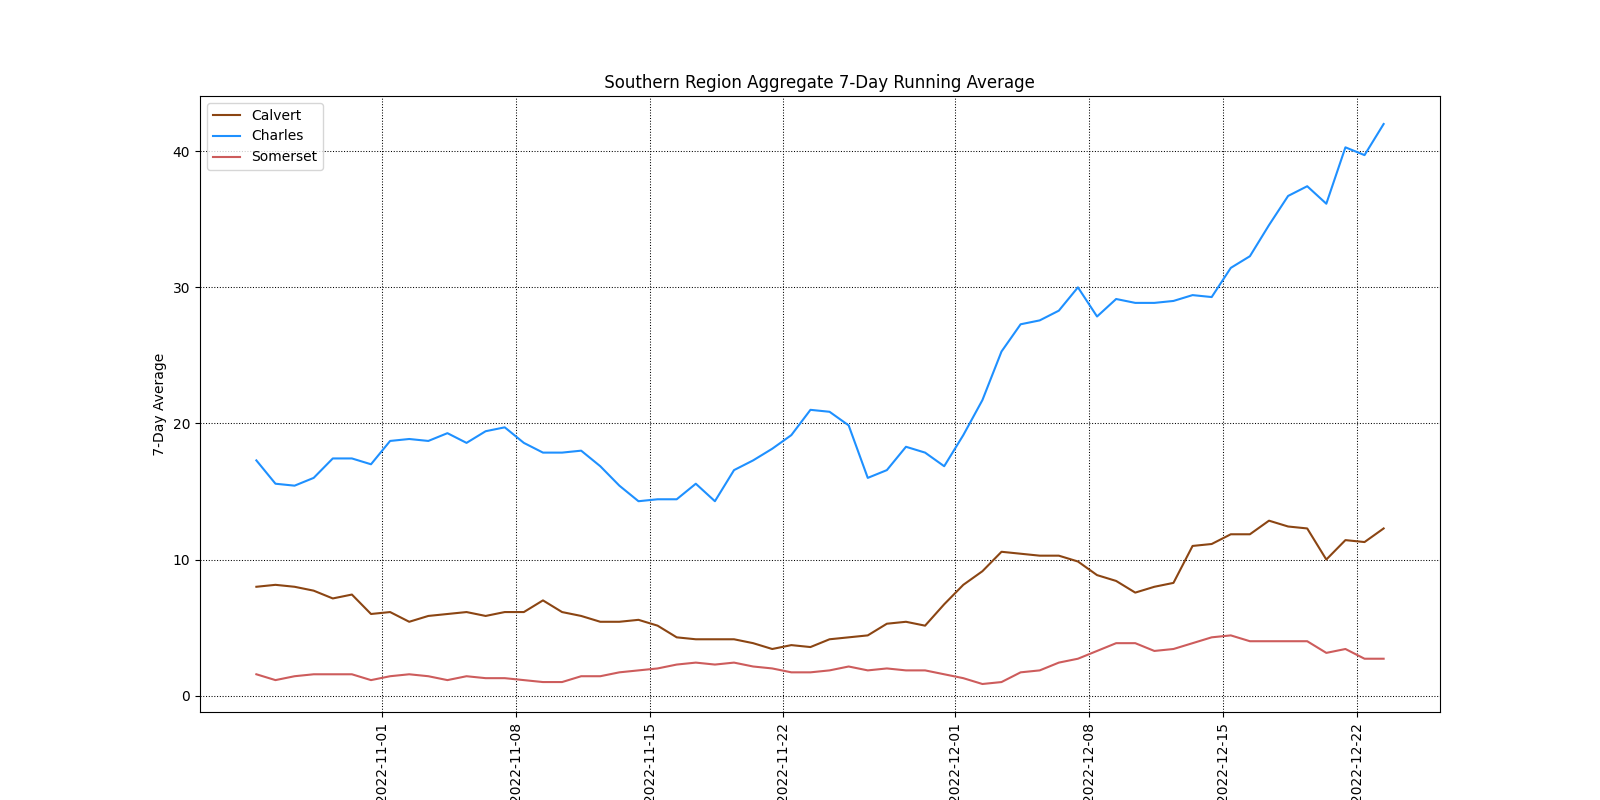 Southern Region Aggregate 7-Day Running Average
Calvert
Charles
Somerset
7-Day Average
40
30
20
10
0
2022-11-01
2022-11-08
2022-11-15
2022-11-22
2022-12-01
2022-12-08
2022-12-15
2022-12-22